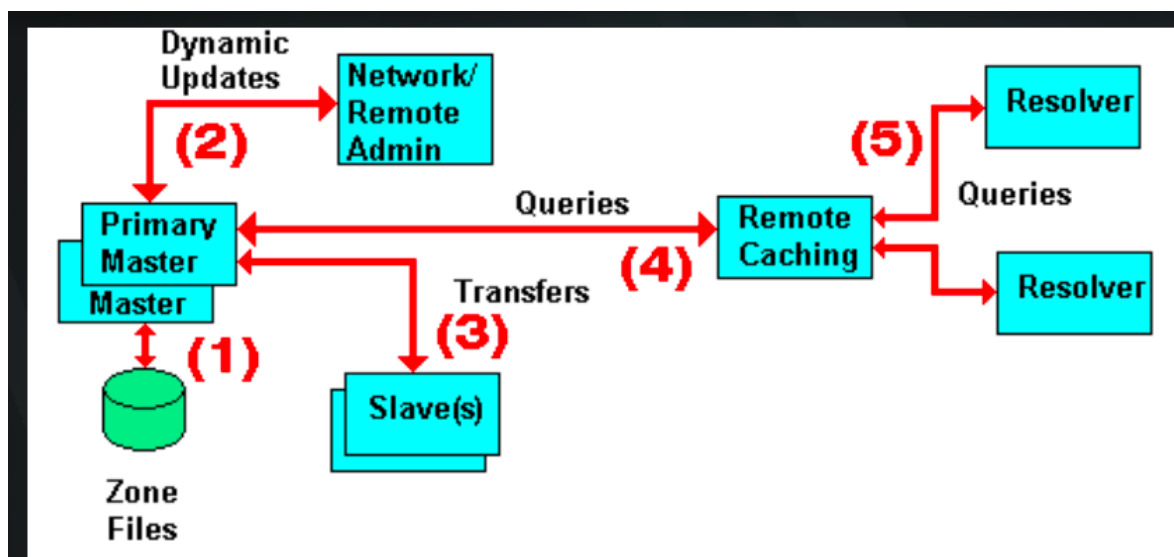 Dynamic
Updates
Network/
Remote
Admin
(2)
Resolver
(5)
Queries
Primary
Master
Master
Queries
Remote
Caching
(4)
Transfers
(3)
Resolver
(1)
Slave(s)
Zone
Files